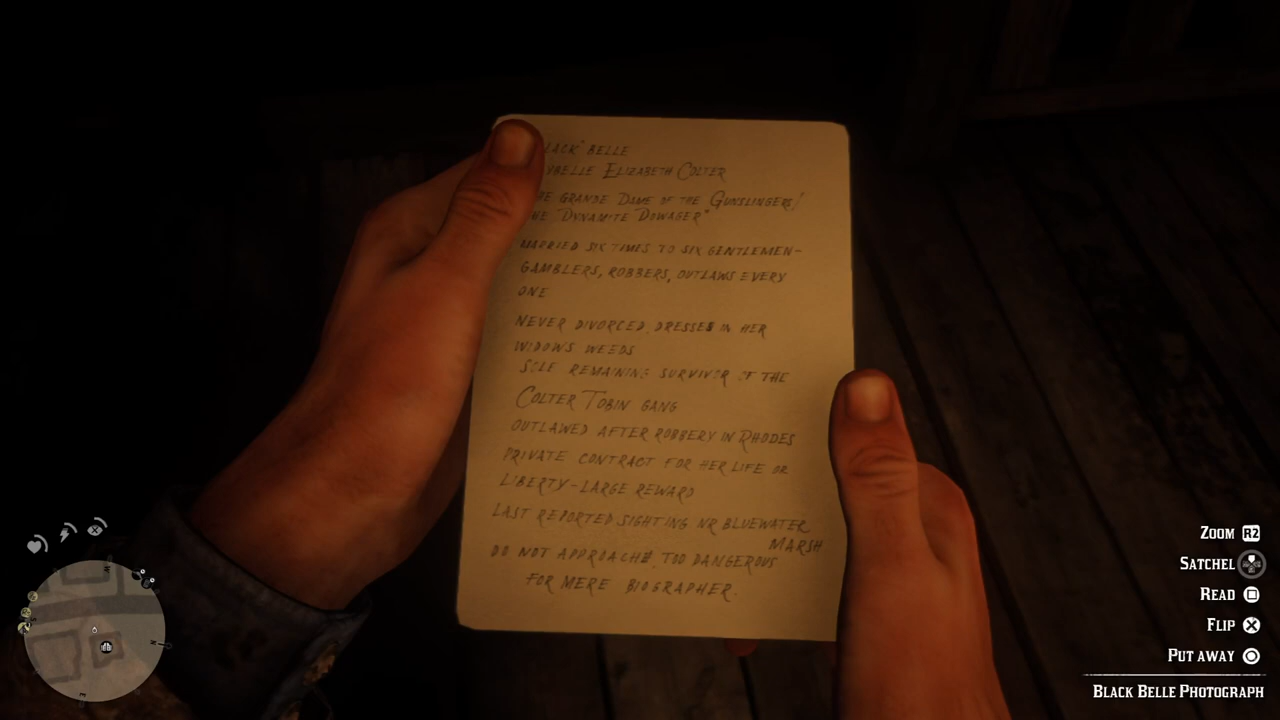 LACK" BELLE
BELLE ELIZABETH COLTER
HE GRANDE DAME OF THE GUNSLINGERS/
HE "DYNAMITE DOWAGER"
MARRIED SIX TIMES TO SIX GENTLEMEN-
GAMBLERS, ROBBERS, OUTLAWS EVERY
ONE
NEVER DIVORCED, DRESSES IN HER
WIDOWS WEEDS
SOLE REMAINING SURVIVOR OF THE
COLTER TOBIN GANG
OUTLAWED AFTER ROBBERY IN RHODES
PRIVATE CONTRACT FOR HER LIFE OR
LIBERTY-LARGE REWARD
LAST REPORTED SIGHTING NR BLUEWATER
MARSH
DO NOT APPROACH. TOO DANGEROUS
FOR MERE BIOGRAPHER.
ZOOM R2
SATCHEL
READ
FLIP
PUT AWAY
BLACK BELLE PHOTOGRAPH